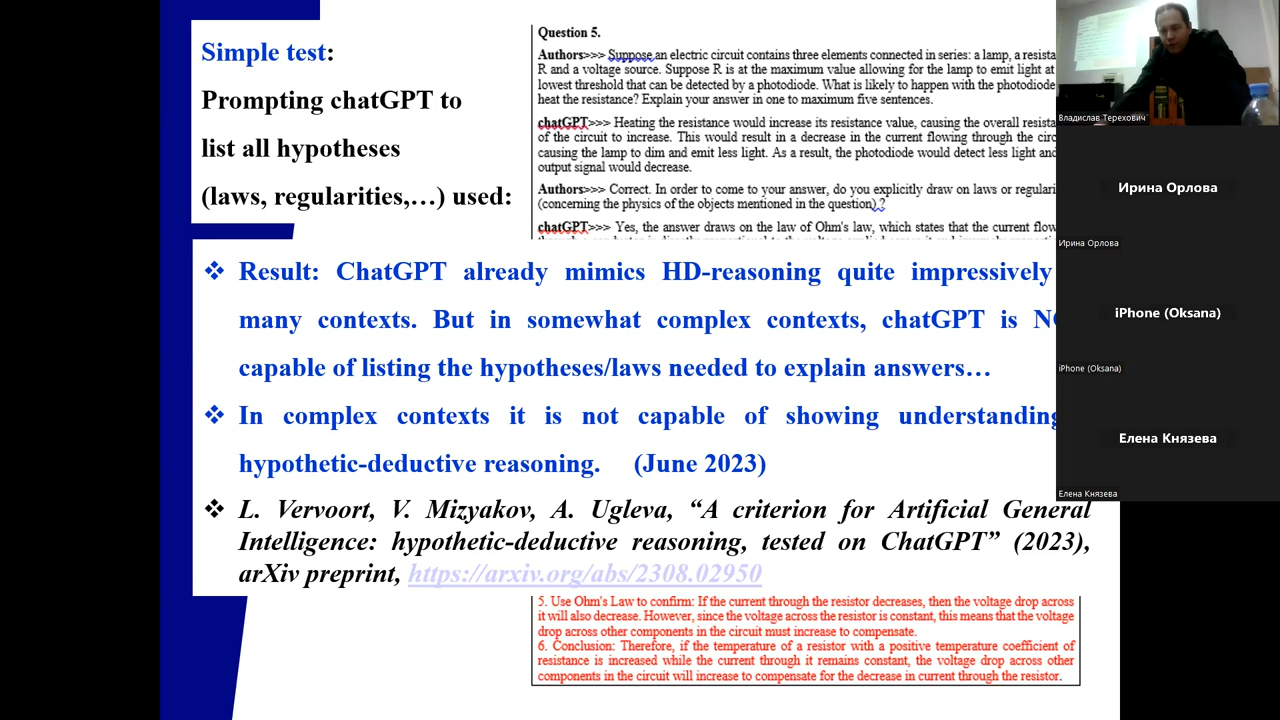 Simple test:
Prompting chatGPT to
list all hypotheses
(laws, regularities,…) used:
Question 5.
Authors>>> Suppose an electric circuit contains three elements connected in series: a lamp, a resista
R and a voltage source. Suppose R is at the maximum value allowing for the lamp to emit light at
lowest threshold that can be detected by a photodiode. What is likely to happen with the photodiode
heat the resistance? Explain your answer in one to maximum five sentences.
chatGPT>>> Heating the resistance would increase its resistance value, causing the overall resista
of the circuit to increase. This would result in a decrease in the current flowing through the circ
causing the lamp to dim and emit less light. As a result, the photodiode would detect less light and
output signal would decrease.
Authors>>> Correct. In order to come to your answer, do you explicitly draw on laws or regulari
(concerning the physics of the objects mentioned in the question) ?
chatGPT>>> Yes, the answer draws on the law of Ohm's law, which states that the current flow
❖ Result: ChatGPT already mimics HD-reasoning quite impressively
many contexts. But in somewhat complex contexts, chatGPT is NO
capable of listing the hypotheses/laws needed to explain answers…
❖ In complex contexts it is not capable of showing understanding
hypothetic-deductive reasoning. (June 2023)
❖ L. Vervoort, V. Mizyakov, A. Ugleva, “A criterion for Artificial General
Intelligence: hypothetic-deductive reasoning, tested on ChatGPT” (2023),
arXiv preprint, https://arxiv.org/abs/2308.02950
5. Use Ohm's Law to confirm: If the current through the resistor decreases, then the voltage drop across
it will also decrease. However, since the voltage across the resistor is constant, this means that the voltage
drop across other components in the circuit must increase to compensate.
6. Conclusion: Therefore, if the temperature of a resistor with a positive temperature coefficient of
resistance is increased while the current through it remains constant, the voltage drop across other
components in the circuit will increase to compensate for the decrease in current through the resistor.
Владислав Терехович
Ирина Орлова
Ирина Орлова
iPhone (Oksana)
iPhone (Oksana)
Елена Князева
Елена Князева